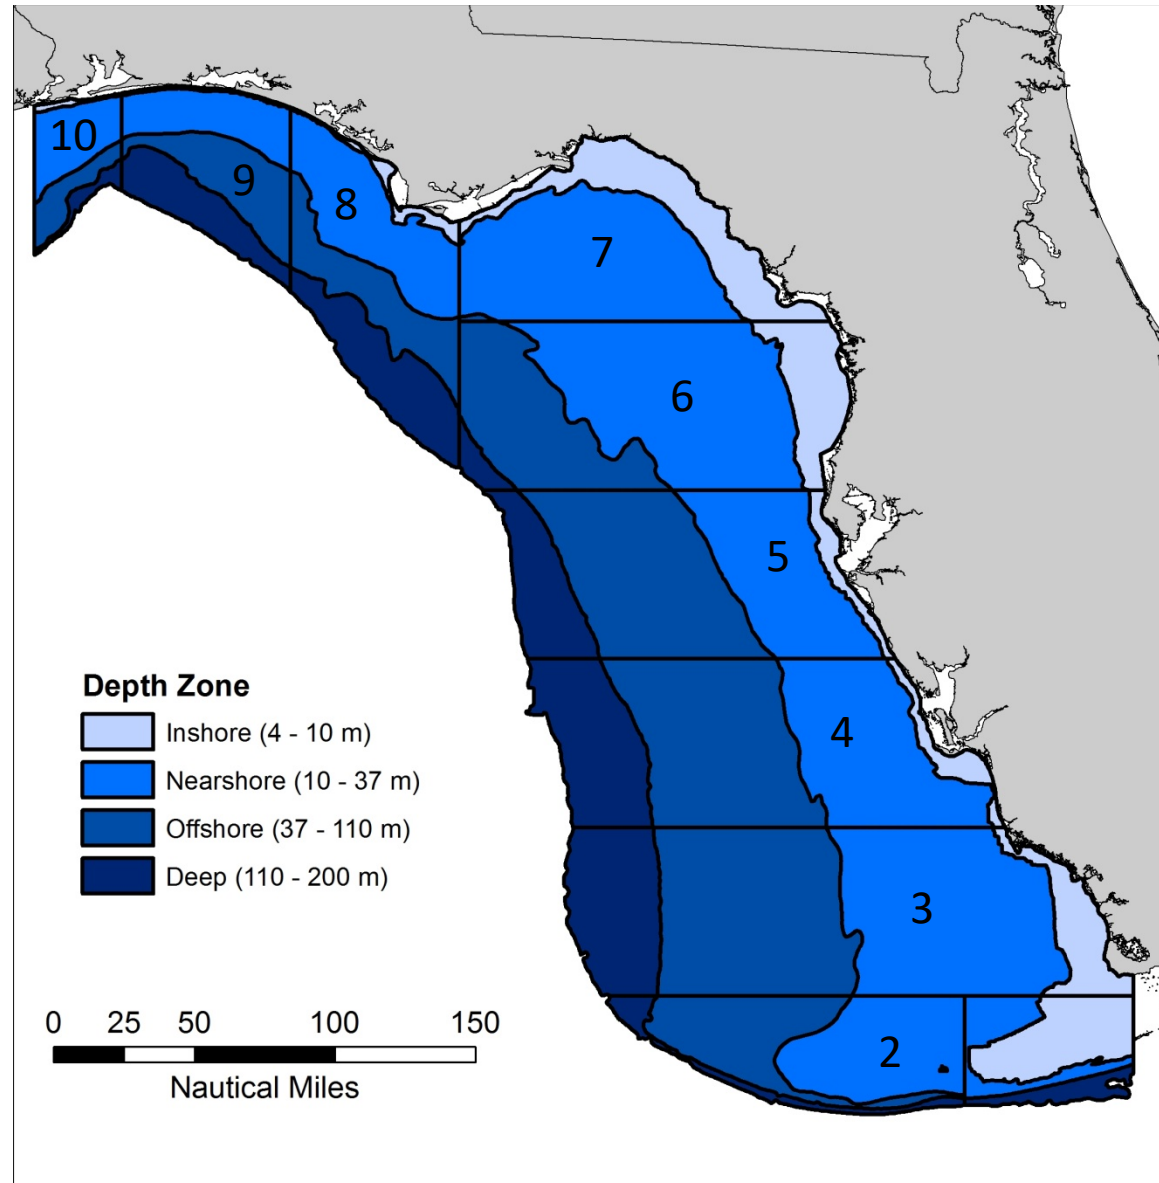 10
9
8
7
6
5
4
3
2
Depth Zone
Inshore (4 - 10 m)
Nearshore (10 - 37 m)
Offshore (37 - 110 m)
Deep (110 - 200 m)
0 25 50 100 150
Nautical Miles